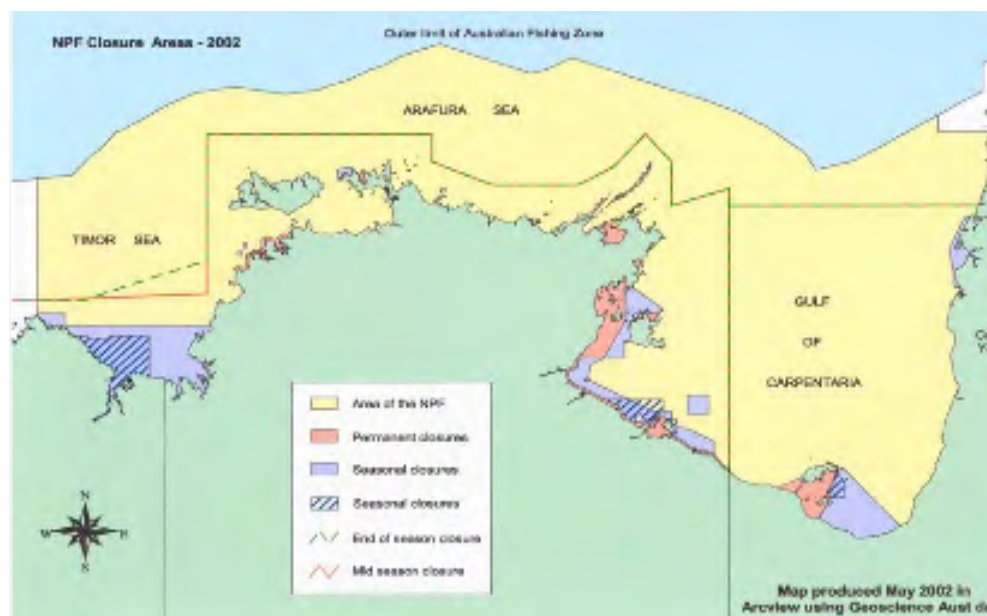 NPF Closure Areas - 2002
Outer limit of Australian Fishing Zone
ARAFURA SEA
TIMOR SEA
GULF
OF
CARPENTARIA
Area of the NPF
Permanent closures
Seasonal closures
Seasonal closures
End of season closure
Mid season closure
N
W
E
S
Map produced May 2002 in
Arcview using Geoscience Aust